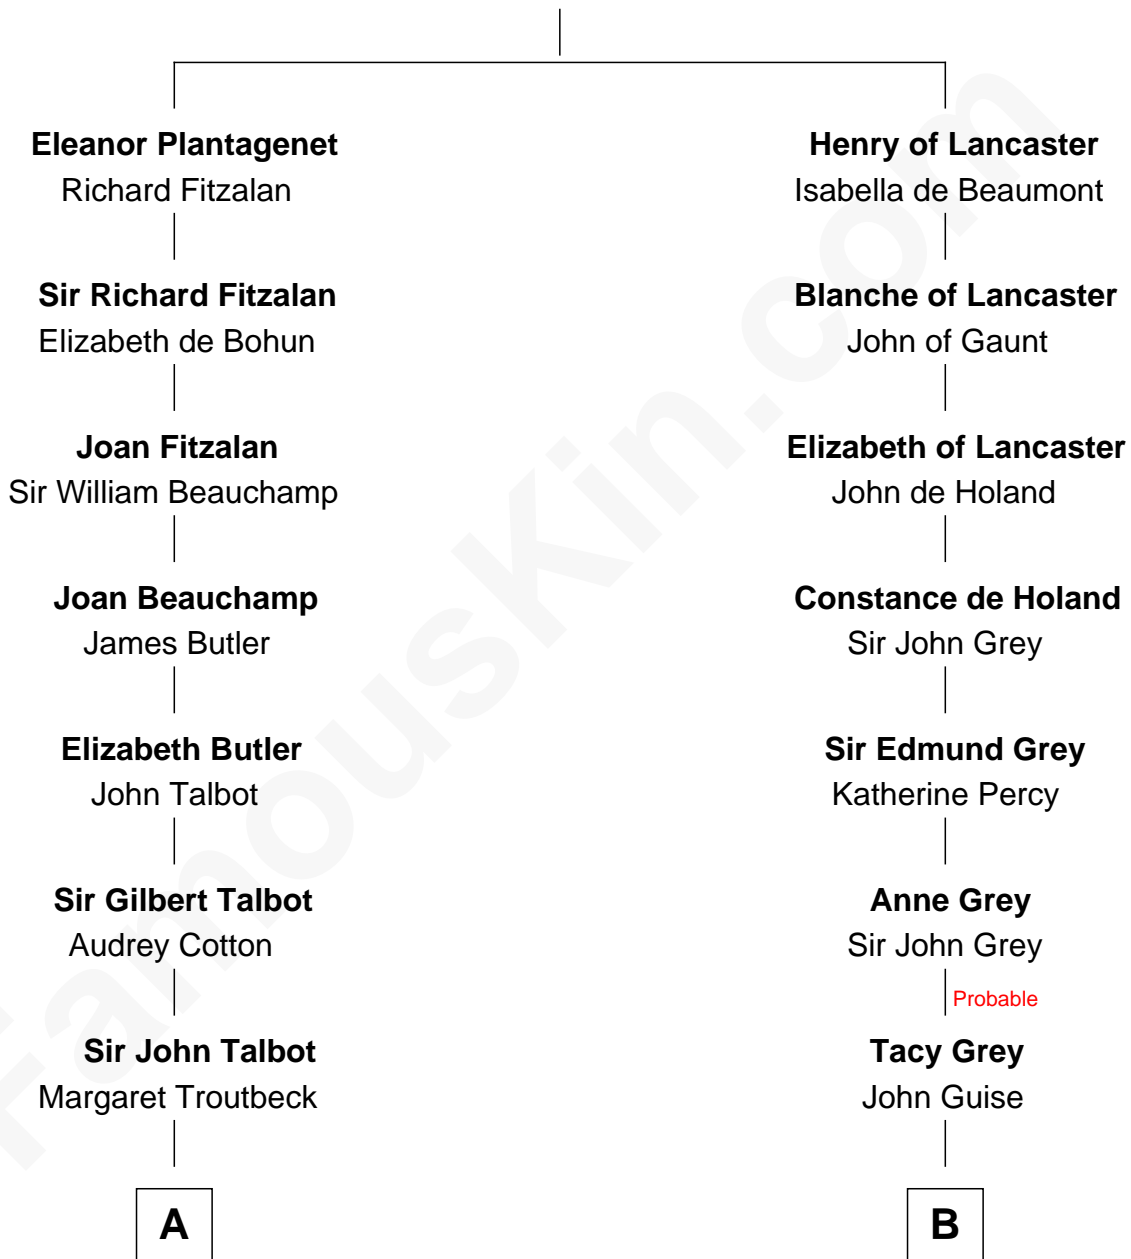 Eleanor Plantagenet
Richard Fitzalan
Sir Richard Fitzalan
Elizabeth de Bohun
Joan Fitzalan
Sir William Beauchamp
Joan Beauchamp
James Butler
Elizabeth Butler
John Talbot
Sir Gilbert Talbot
Audrey Cotton
Sir John Talbot
Margaret Troutbeck
A
Henry of Lancaster
Isabella de Beaumont
Blanche of Lancaster
John of Gaunt
Elizabeth of Lancaster
John de Holand
Constance de Holand
Sir John Grey
Sir Edmund Grey
Katherine Percy
Anne Grey
Sir John Grey
Probable
Tacy Grey
John Guise
B
FamousKin.com